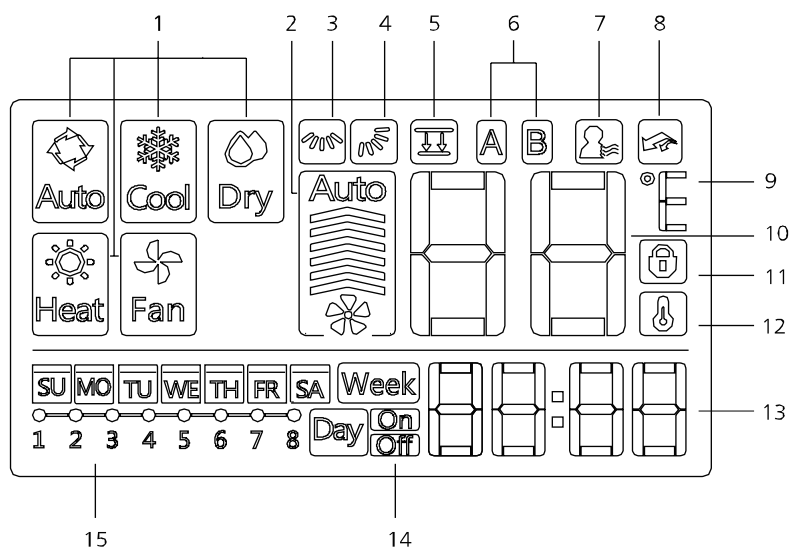 1 2 3 4 5 6 7 8
A B
Auto Cool Dry Auto
9
10
Heat Fan
11
12
SU MO TU WE TH FR SA Week
1 2 3 4 5 6 7 8 Day On
Off
13
15 14